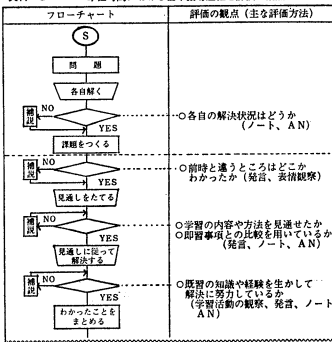 フローチャート
評価の観点(主な評価方法)
S
問題
各自解く
補説
NO
YES
○各自の解決状況はどうか
(ノート、AN)
課題をつくる
補説
NO
YES
○前時と違うところはどこか
わかったか(発言、表情観察)
見通しをたてる
補説
NO
YES
○学習の内容や方法を見通せたか
○即習事項との比較を用いているか
(発言、ノート、AN)
見通しに従って
解決する
補説
NO
YES
○既習の知識や経験を生かして
解決に努力しているか
(学習活動の観察、発言、ノート
AN)
わかったことを
まとめる